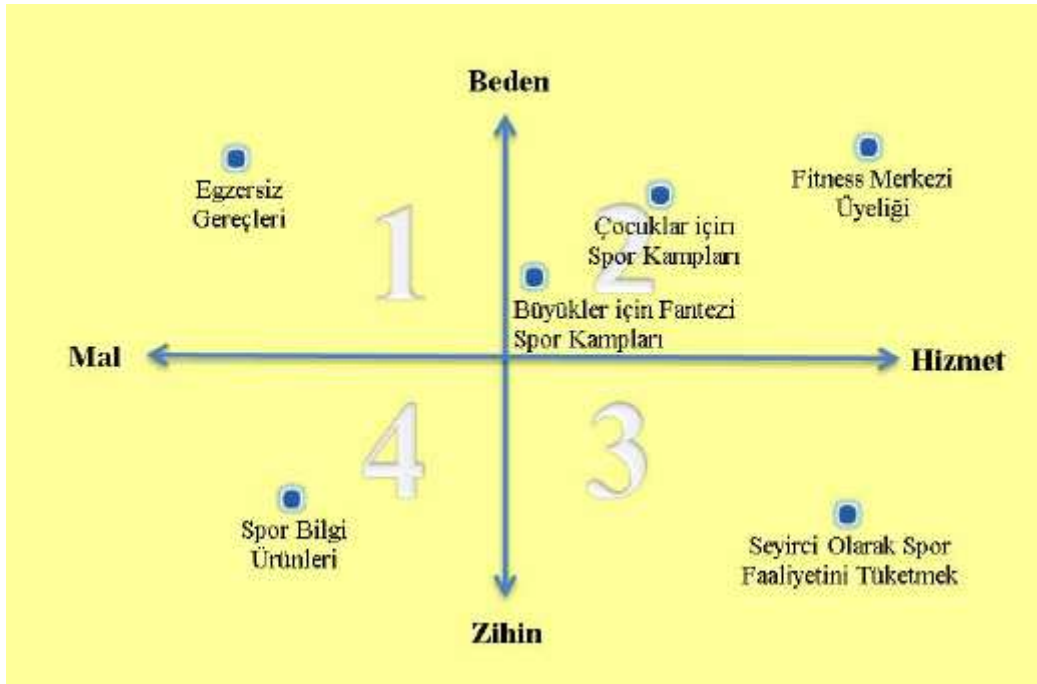 Beden
Egzersiz
Gereçleri
Fitness Merkezi
Üyeliği
Çocuklar için
Spor Kampları
1
2
Büyükler için Fantezi
Spor Kampları
Mal
Hizmet
4
3
Spor Bilgi
Ürünleri
Seyirci Olarak Spor
Faaliyetini Tüketmek
Zihin